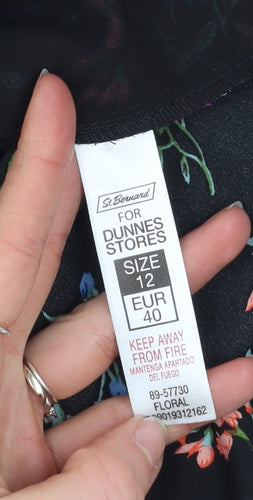 St Bernard
FOR
DUNNES
STORES
SIZE
12
EUR
40
KEEP AWAY
FROM FIRE
MANTENGA APARTADO
DEL FUEGO
89-57730
FLORAL